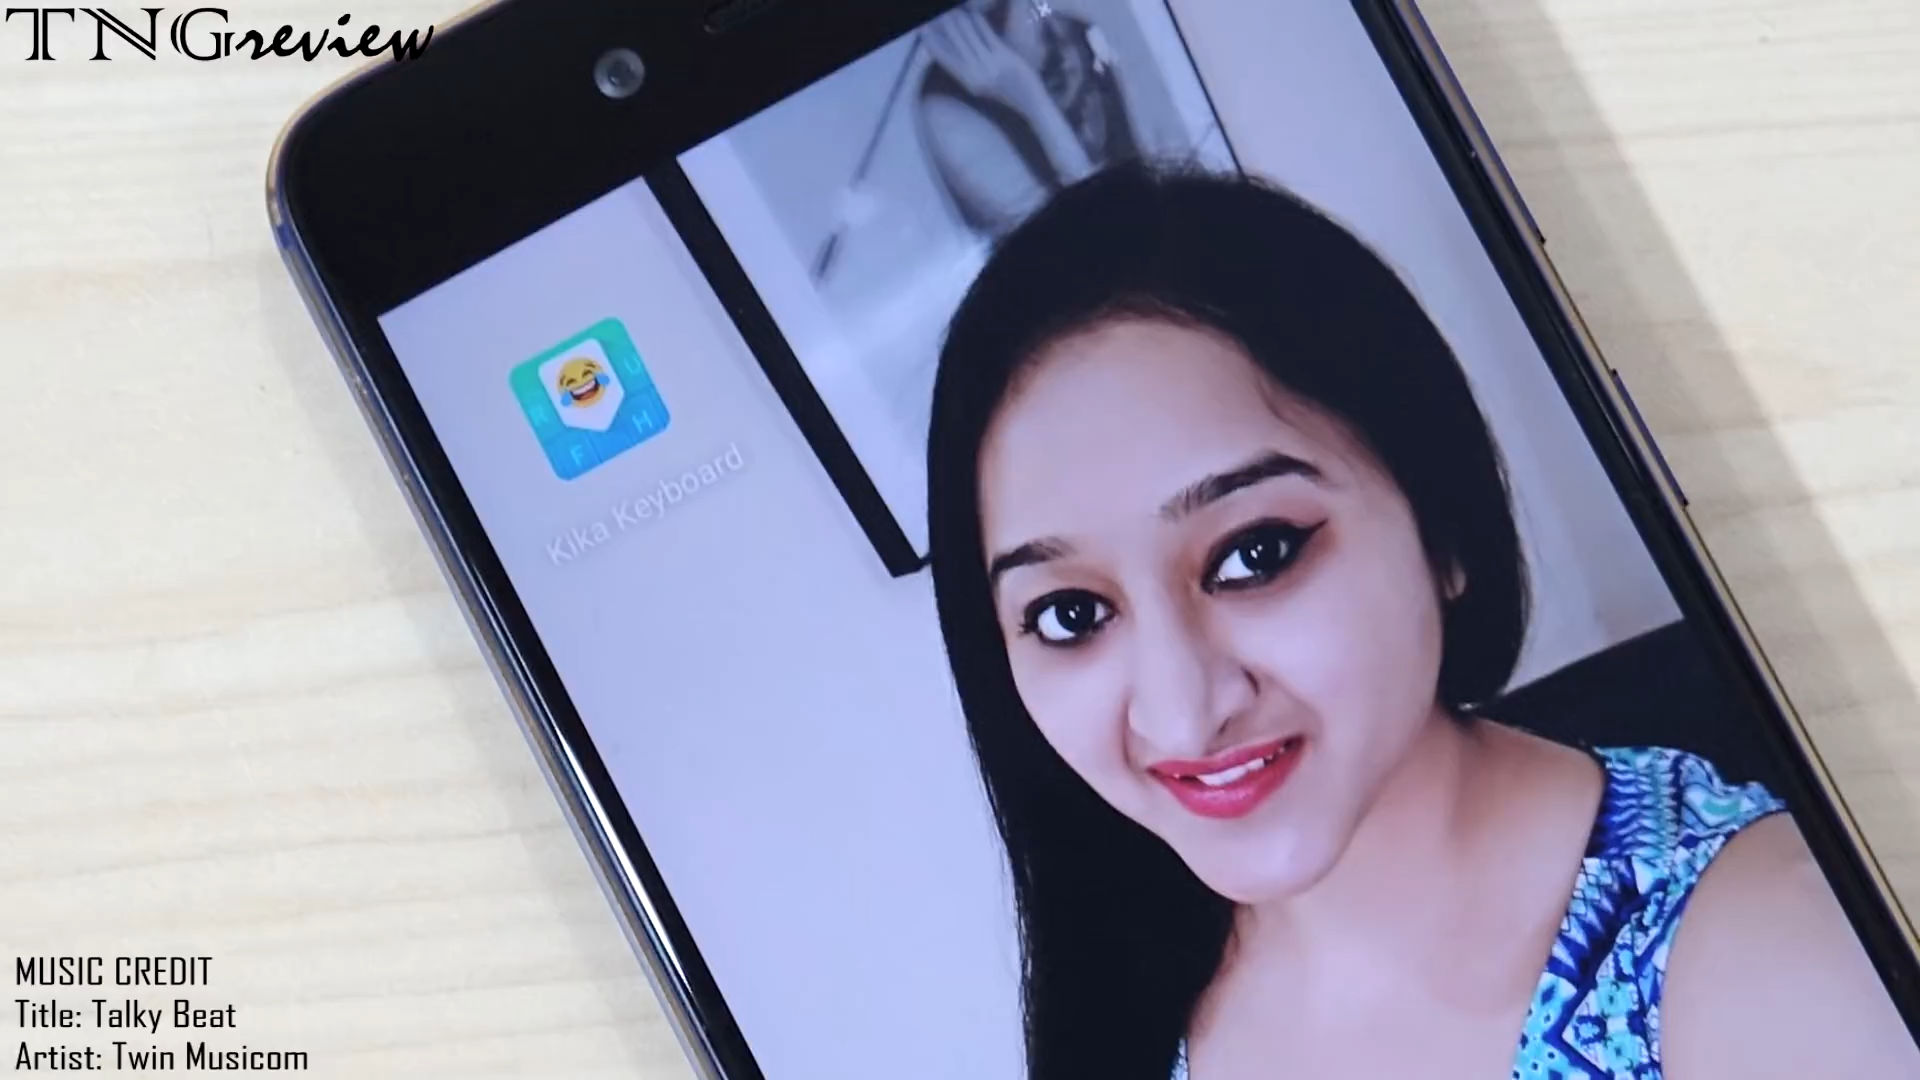 TNGreview
R U
F H
Kika Keyboard
MUSIC CREDIT
Title: Talky Beat
Artist: Twin Musicom